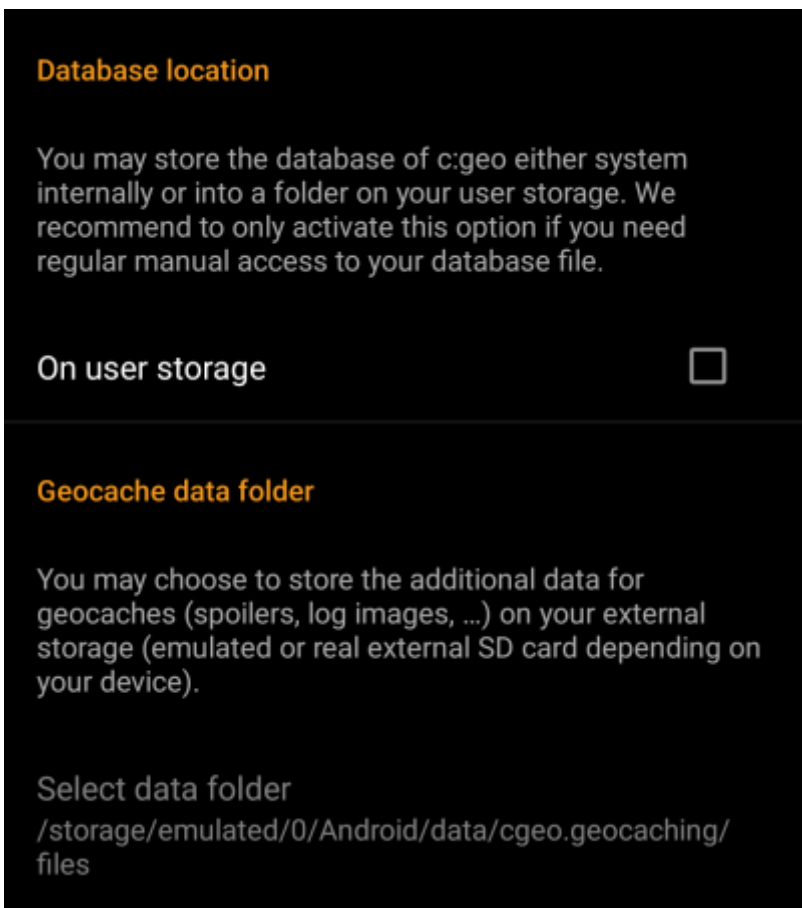 Database location
You may store the database of c:geo either system
internally or into a folder on your user storage. We
recommend to only activate this option if you need
regular manual access to your database file.
On user storage
Geocache data folder
You may choose to store the additional data for
geocaches (spoilers, log images, …) on your external
storage (emulated or real external SD card depending on
your device).
Select data folder
/storage/emulated/0/Android/data/cgeo.geocaching/
files